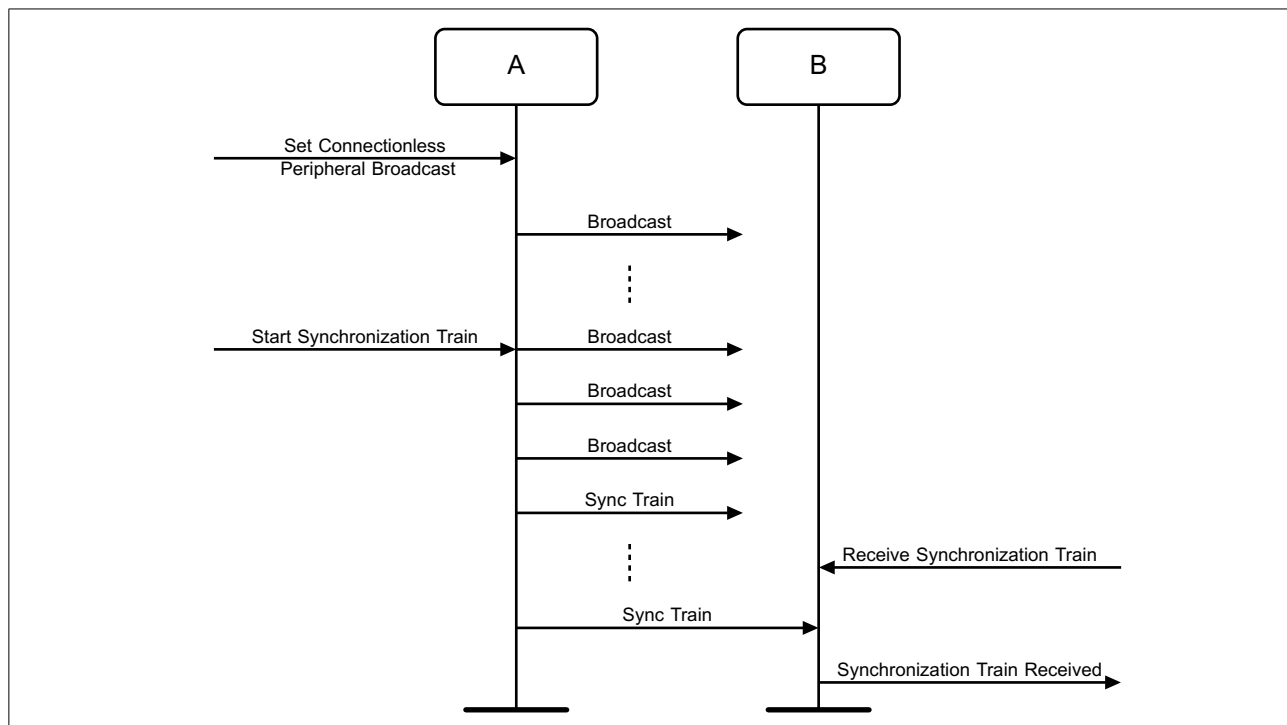 A
B
Set Connectionless
Peripheral Broadcast
Broadcast
Start Synchronization Train
Broadcast
Broadcast
Broadcast
Sync Train
Receive Synchronization Train
Sync Train
Synchronization Train Received